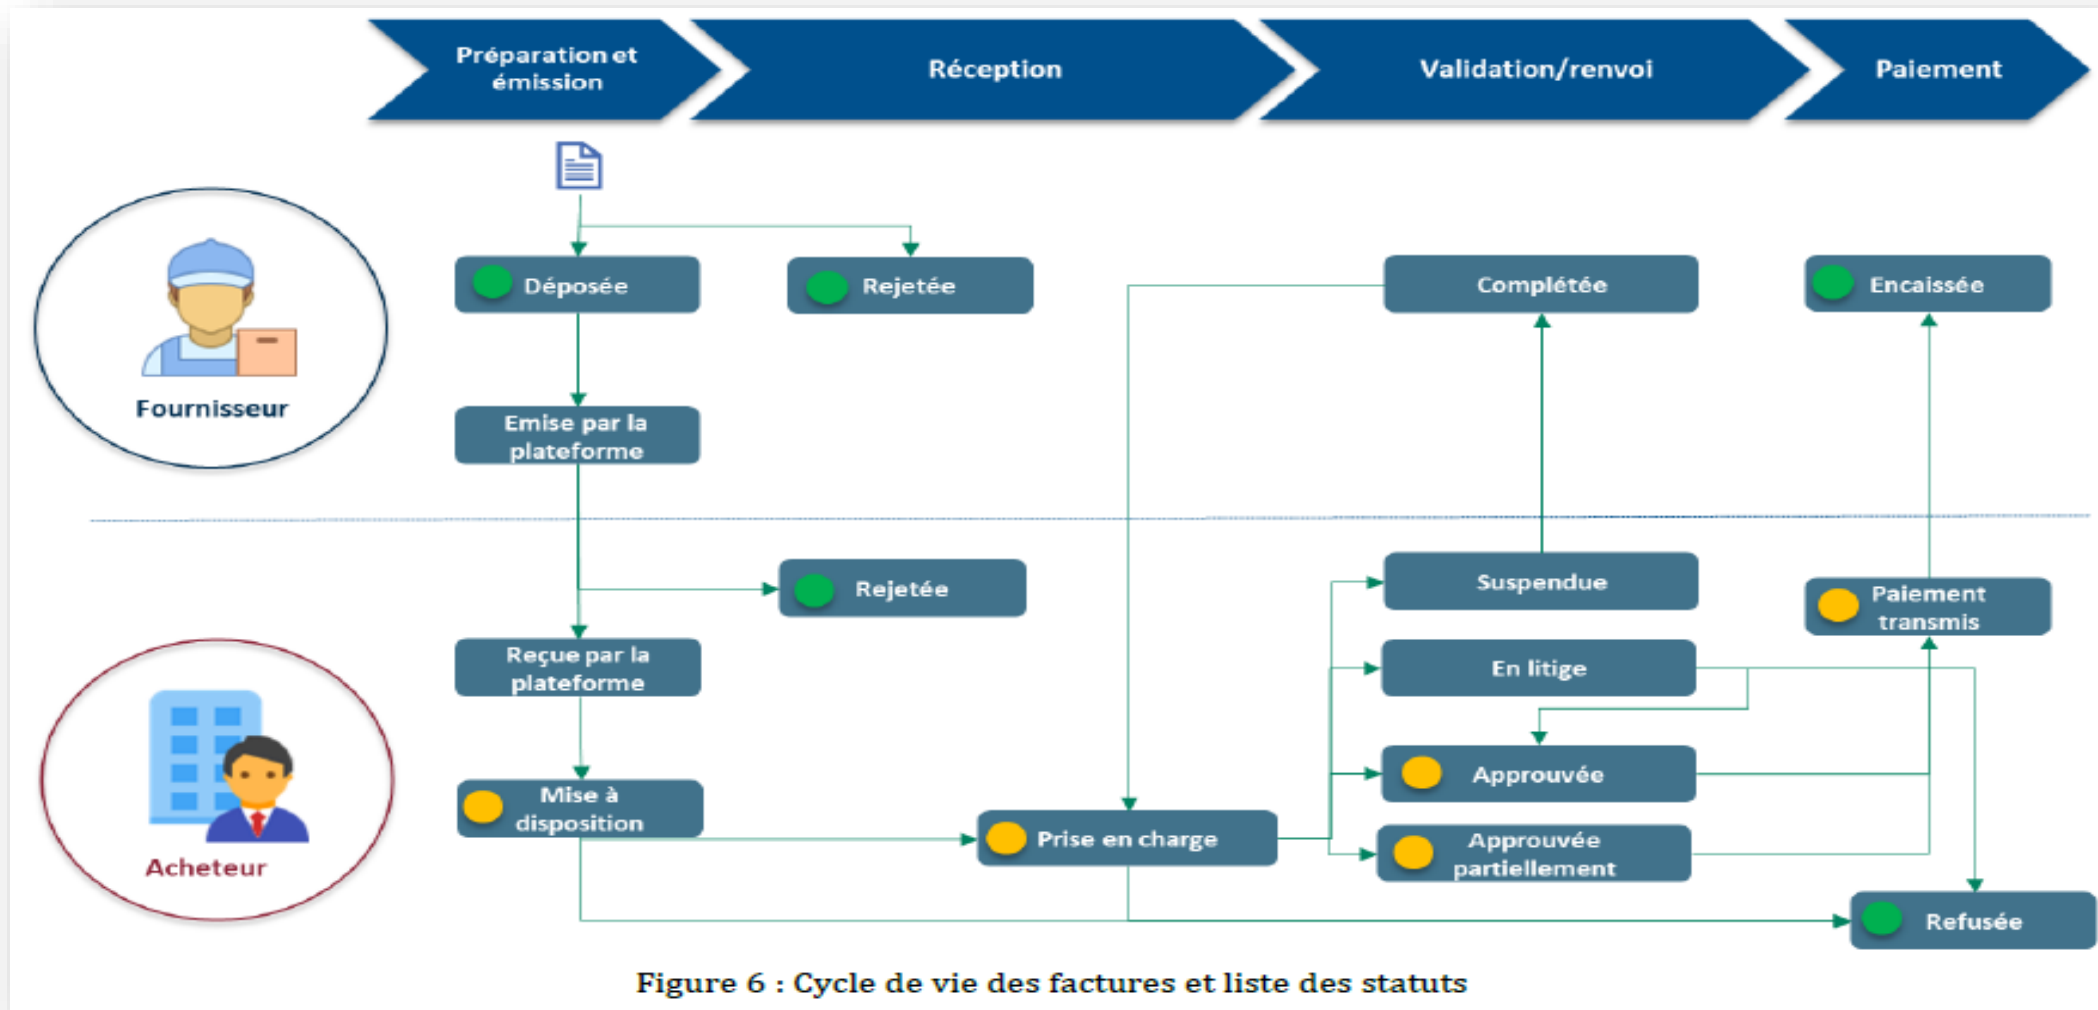 Préparation et
émission
Réception
Validation/renvoi
Paiement
Déposée
Rejetée
Complétée
Encaissée
Fournisseur
Emise par la
plateforme
Rejetée
Suspendue
Paiement
transmis
Reçue par la
plateforme
En litige
Approuvée
Mise à
disposition
Prise en charge
Approuvée
partiellement
Acheteur
Refusée
Figure 6 : Cycle de vie des factures et liste des statuts